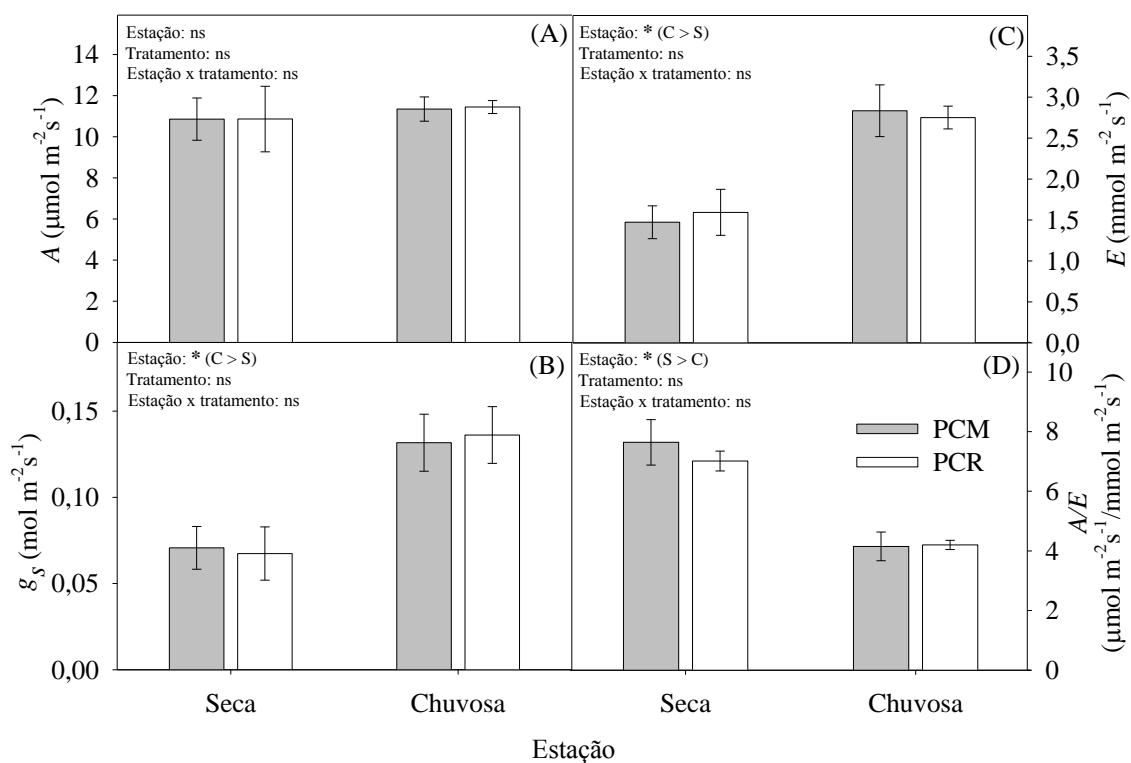 Estação: ns
Tratamento: ns
Estação x tratamento: ns
(A)
14
12
10
8
6
4
2
0
A (µmol m⁻²s⁻¹)
Estação: * (C > S)
Tratamento: ns
Estação x tratamento: ns
(C)
3,5
3,0
2,5
2,0
1,5
1,0
0,5
0,0
E (mmol m⁻² s⁻¹)
Estação: * (C > S)
Tratamento: ns
Estação x tratamento: ns
(B)
0,15
0,10
0,05
0,00
gs (mol m⁻²s⁻¹)
Estação: * (S > C)
Tratamento: ns
Estação x tratamento: ns
(D)
PCM
PCR
10
8
6
4
2
0
A/E
(µmol m⁻²s⁻¹/mmol m⁻²s⁻¹)
Seca
Chuvosa
Seca
Chuvosa
Estação